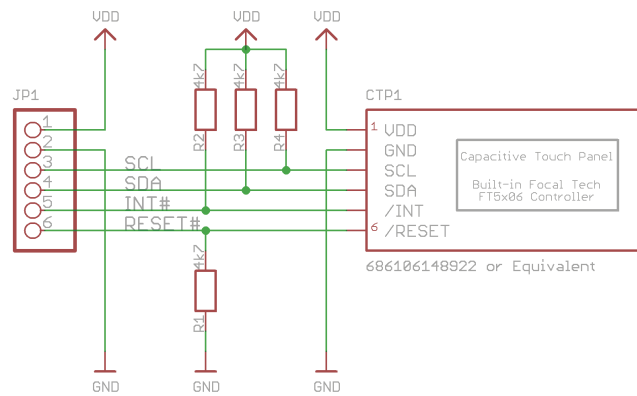 VDD
VDD
VDD
JP1
4k7
4k7
4k7
CTP1
1
2
3
4
5
6
R2
R3
R4
SCL
SDA
INT#
RESET#
1
6
VDD
GND
SCL
SDA
/INT
/RESET
Capacitive Touch Panel
Built-in Focal Tech
FT5x06 Controller
686106148922 or Equivalent
4k7
R1
GND
GND
GND